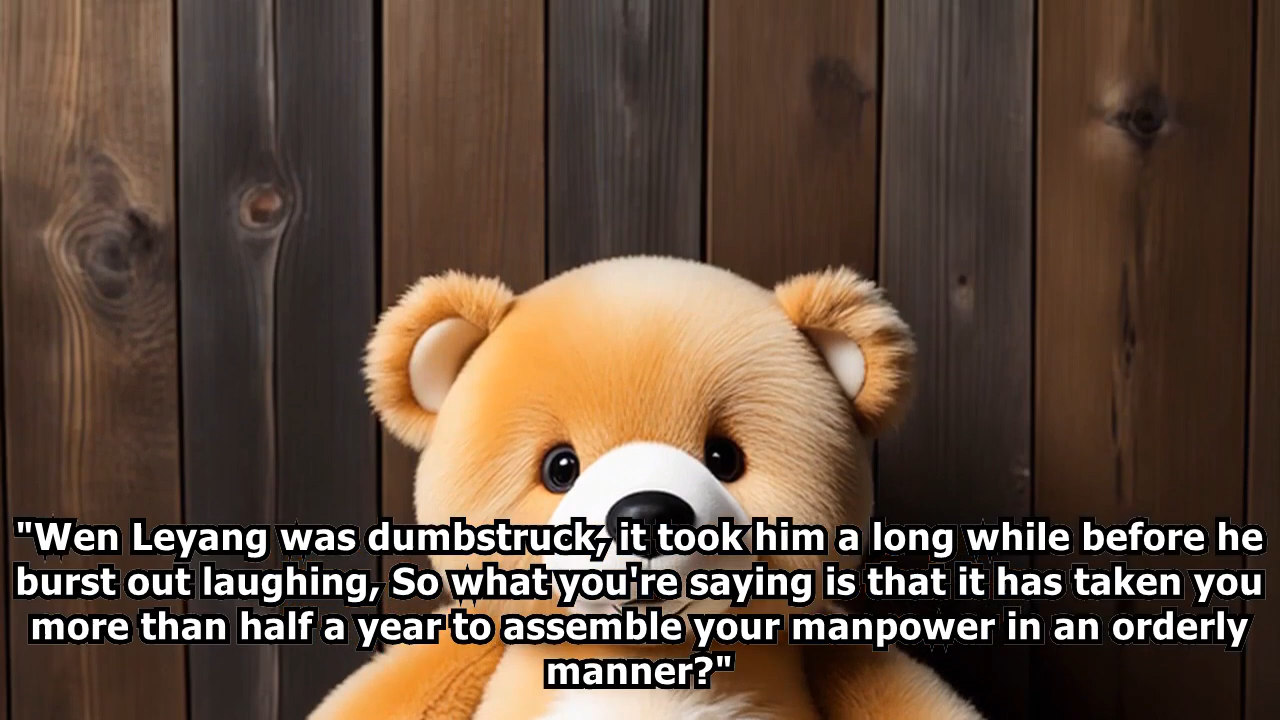 "Wen Leyang was dumbstruck, it took him a long while before he
burst out laughing, So what you're saying is that it has taken you
more than half a year to assemble your manpower in an orderly
manner?"